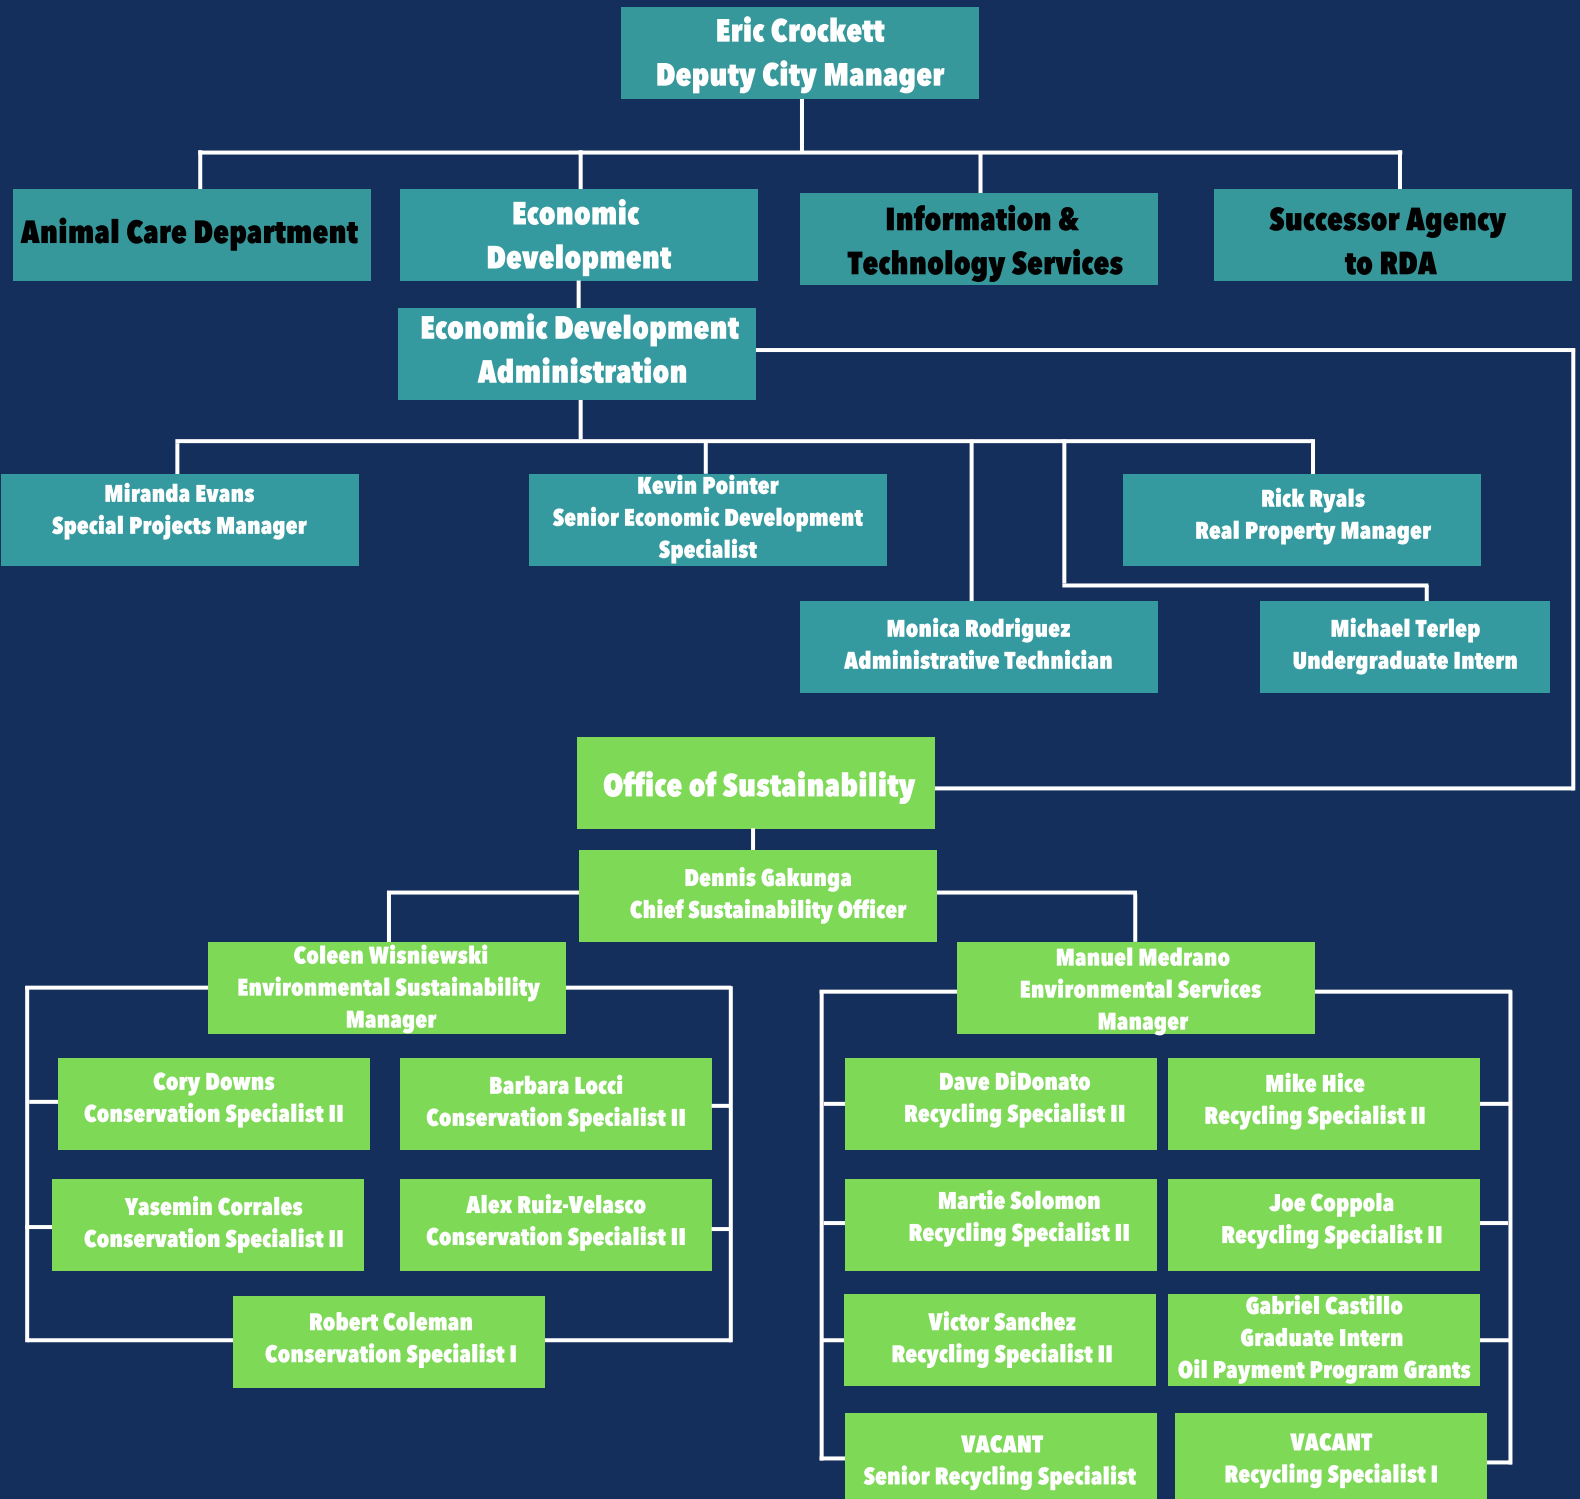 Eric Crockett
Deputy City Manager
Animal Care Department
Economic
Development
Information &
Technology Services
Successor Agency
to RDA
Economic Development
Administration
Miranda Evans
Special Projects Manager
Kevin Pointer
Senior Economic Development
Specialist
Rick Ryals
Real Property Manager
Monica Rodriguez
Administrative Technician
Michael Terlep
Undergraduate Intern
Office of Sustainability
Dennis Gakunga
Chief Sustainability Officer
Coleen Wisniewski
Environmental Sustainability
Manager
Manuel Medrano
Environmental Services
Manager
Cory Downs
Conservation Specialist II
Barbara Locci
Conservation Specialist II
Dave DiDonato
Recycling Specialist II
Mike Hice
Recycling Specialist II
Yasemin Corrales
Conservation Specialist II
Alex Ruiz-Velasco
Conservation Specialist II
Martie Solomon
Recycling Specialist II
Joe Coppola
Recycling Specialist II
Robert Coleman
Conservation Specialist I
Victor Sanchez
Recycling Specialist II
Gabriel Castillo
Graduate Intern
Oil Payment Program Grants
VACANT
Senior Recycling Specialist
VACANT
Recycling Specialist I